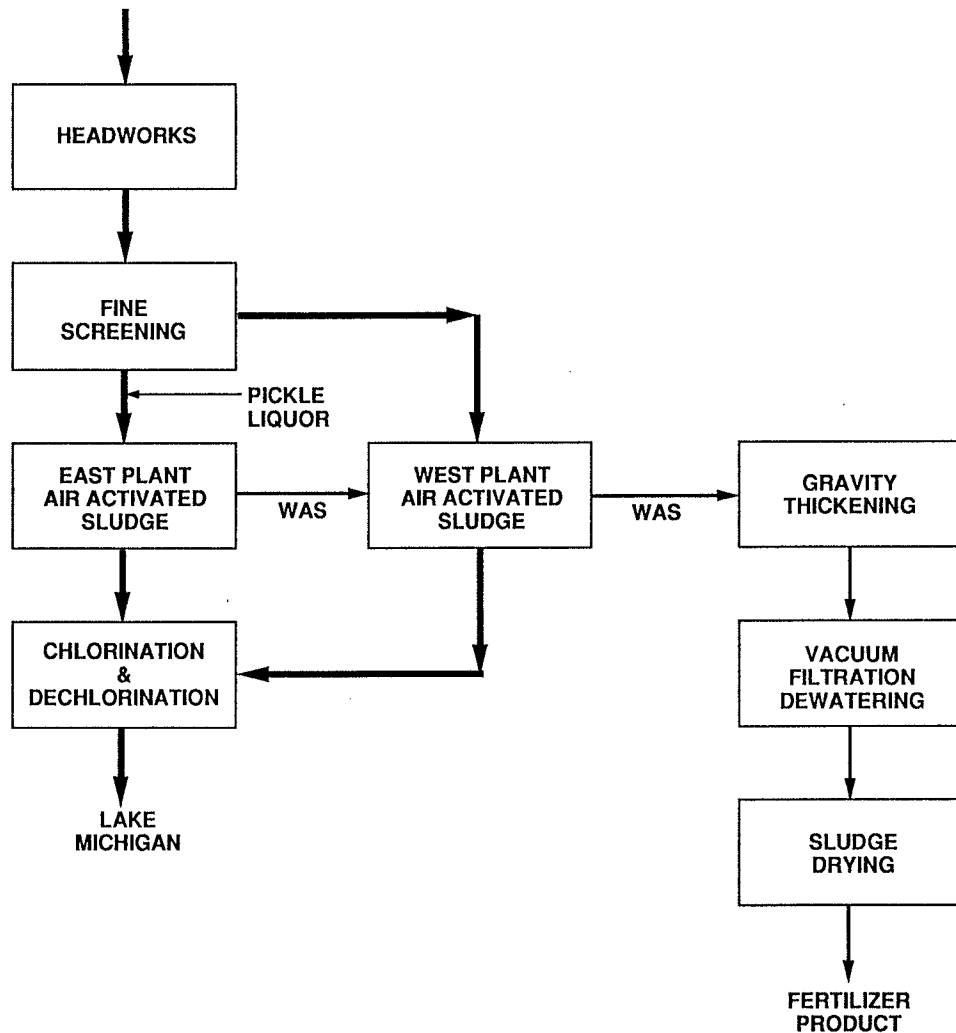 HEADWORKS
FINE
SCREENING
PICKLE
LIQUOR
EAST PLANT
AIR ACTIVATED
SLUDGE
WAS
WEST PLANT
AIR ACTIVATED
SLUDGE
WAS
GRAVITY
THICKENING
CHLORINATION
&
DECHLORINATION
VACUUM
FILTRATION
DEWATERING
LAKE
MICHIGAN
SLUDGE
DRYING
FERTILIZER
PRODUCT